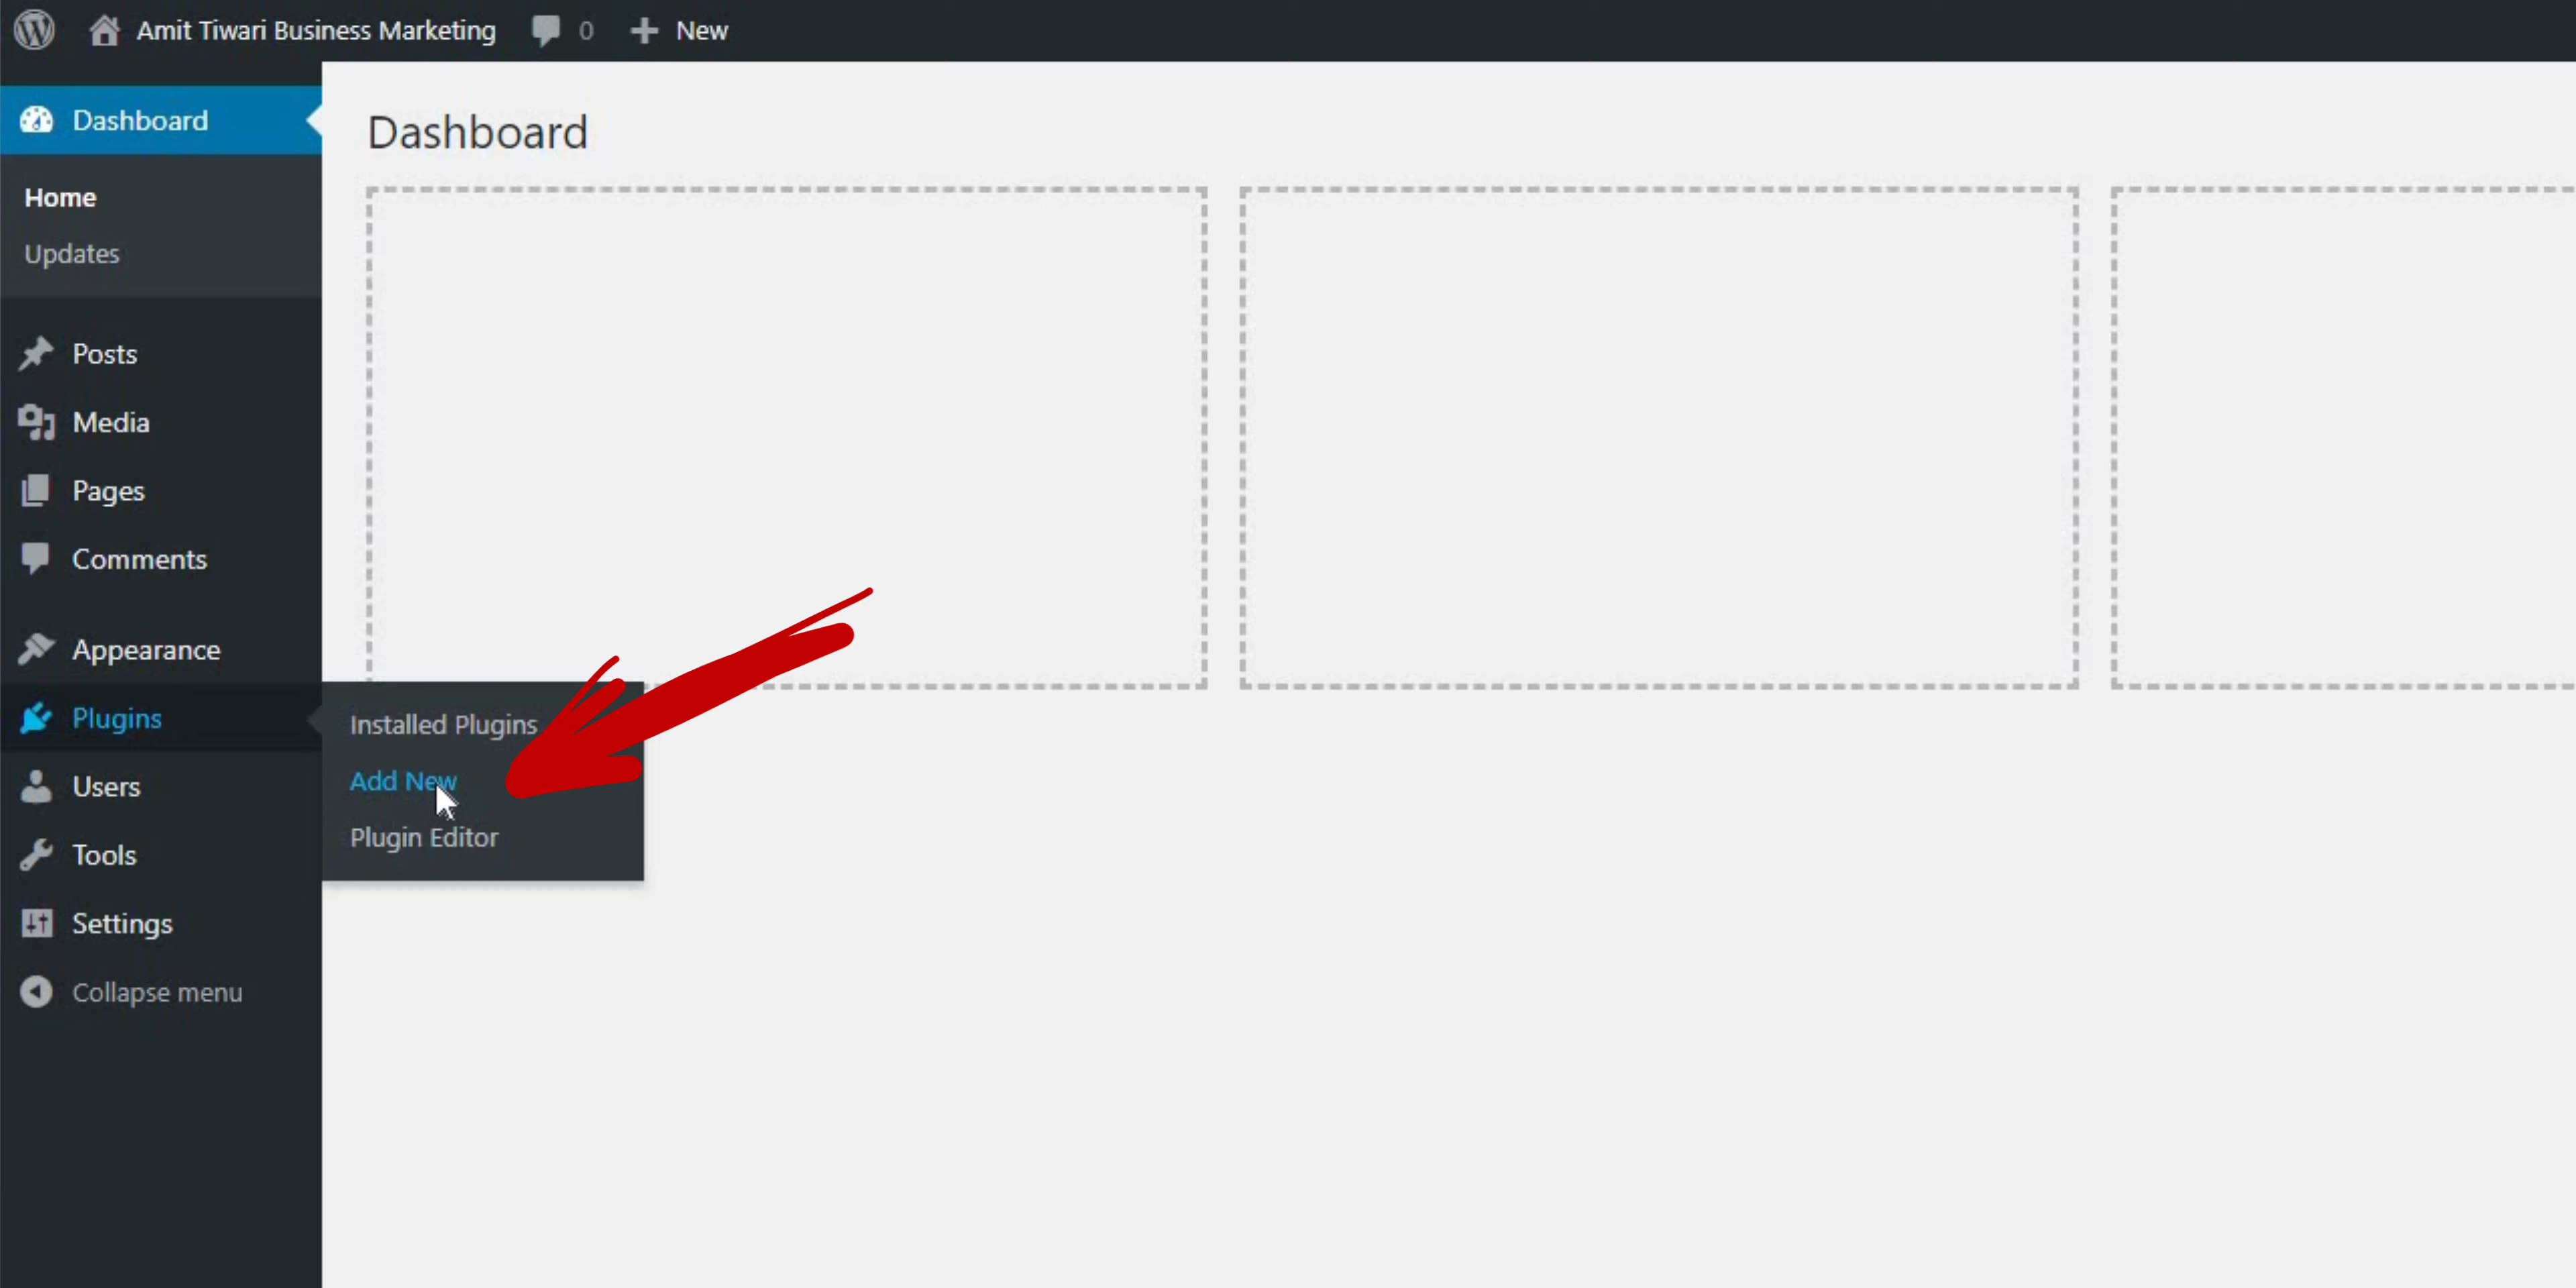 Amit Tiwari Business Marketing 0 New
Dashboard
Home
Updates
Posts
Media
Pages
Comments
Appearance
Plugins
Users
Tools
Settings
Collapse menu
Dashboard
Installed Plugins
Add New
Plugin Editor